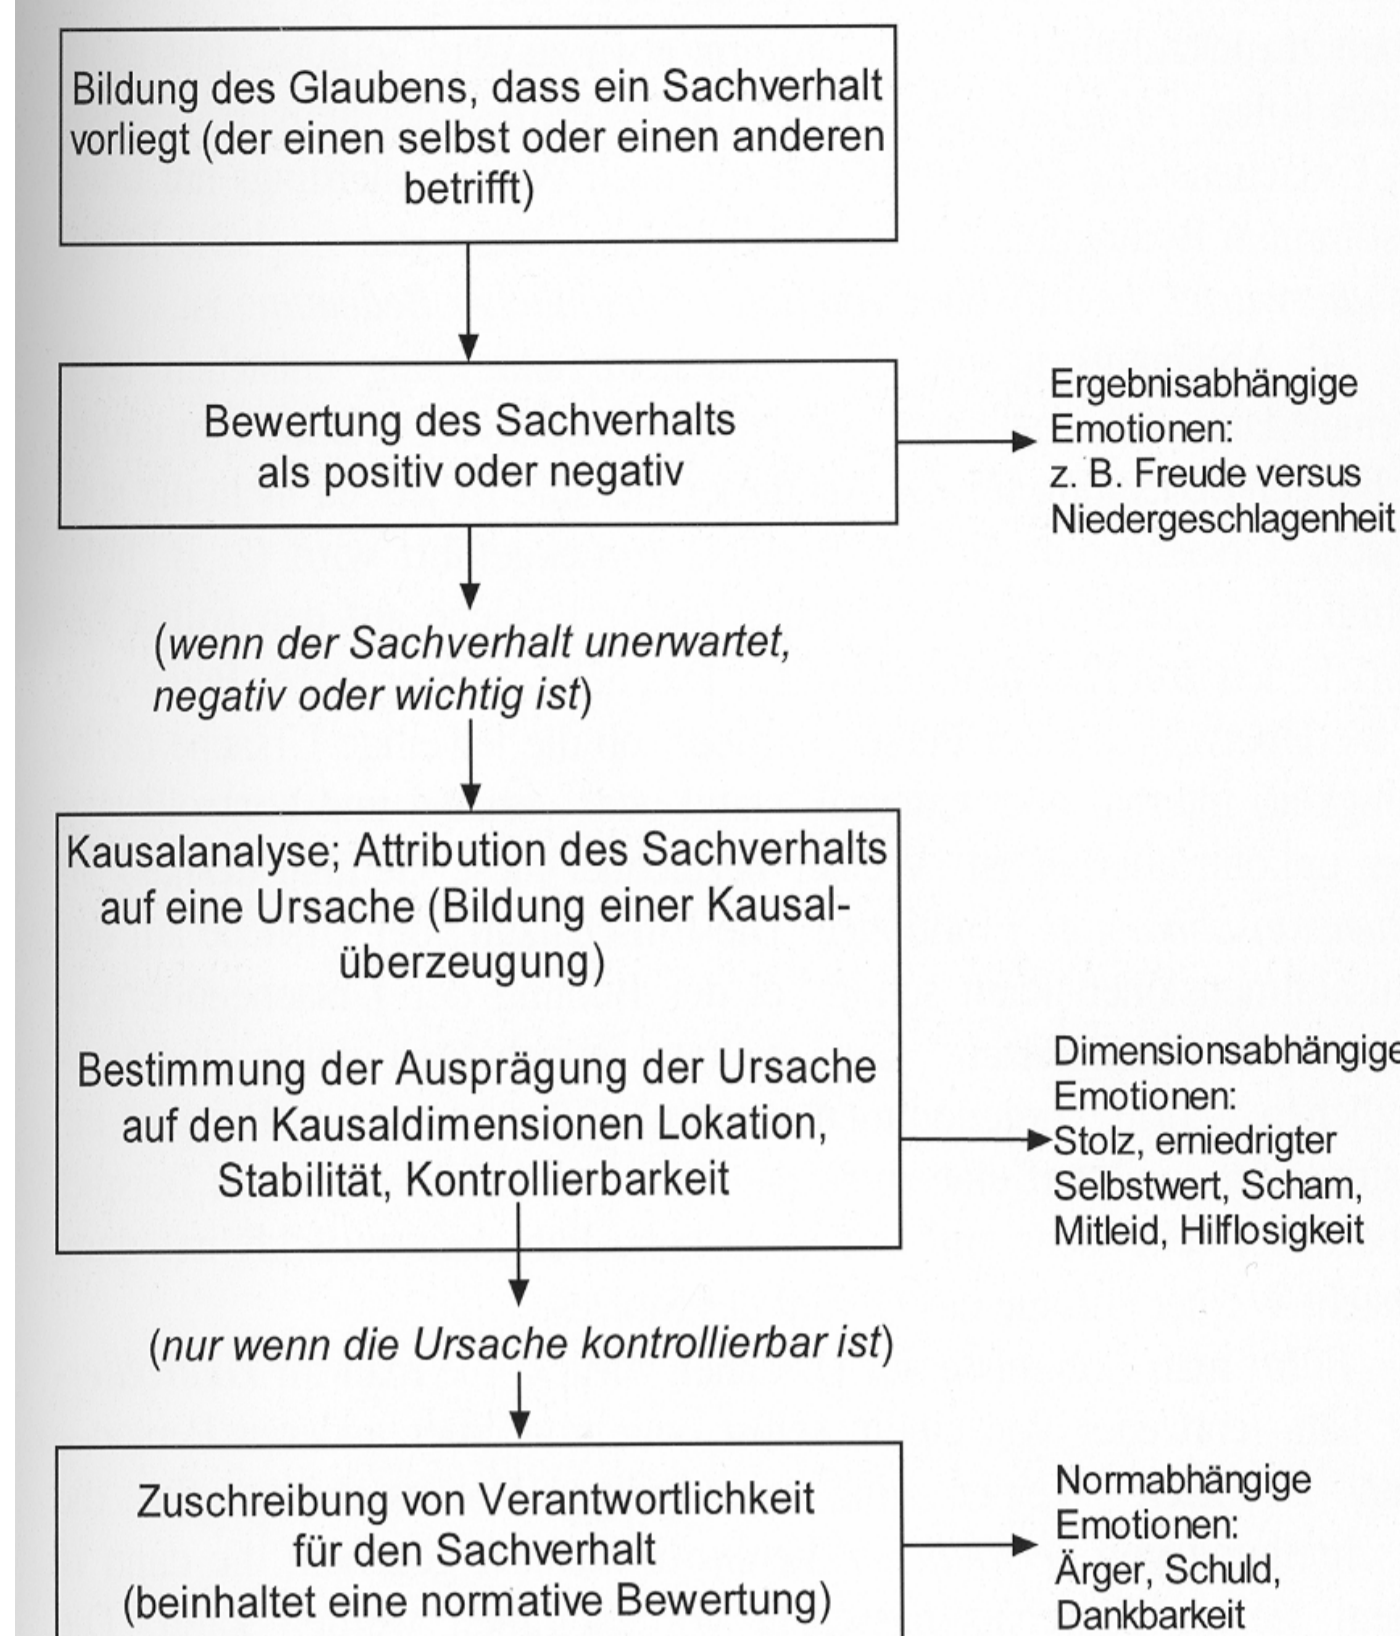 Bildung des Glaubens, dass ein Sachverhalt
vorliegt (der einen selbst oder einen anderen
betrifft)
Bewertung des Sachverhalts
als positiv oder negativ
Ergebnisabhängige
Emotionen:
z. B. Freude versus
Niedergeschlagenheit
(wenn der Sachverhalt unerwartet,
negativ oder wichtig ist)
Kausalanalyse; Attribution des Sachverhalts
auf eine Ursache (Bildung einer Kausal-
überzeugung)
Bestimmung der Ausprägung der Ursache
auf den Kausaldimensionen Lokation,
Stabilität, Kontrollierbarkeit
Dimensionsabhängige
Emotionen:
Stolz, erniedrigter
Selbstwert, Scham,
Mitleid, Hilflosigkeit
(nur wenn die Ursache kontrollierbar ist)
Zuschreibung von Verantwortlichkeit
für den Sachverhalt
(beinhaltet eine normative Bewertung)
Normabhängige
Emotionen:
Ärger, Schuld,
Dankbarkeit